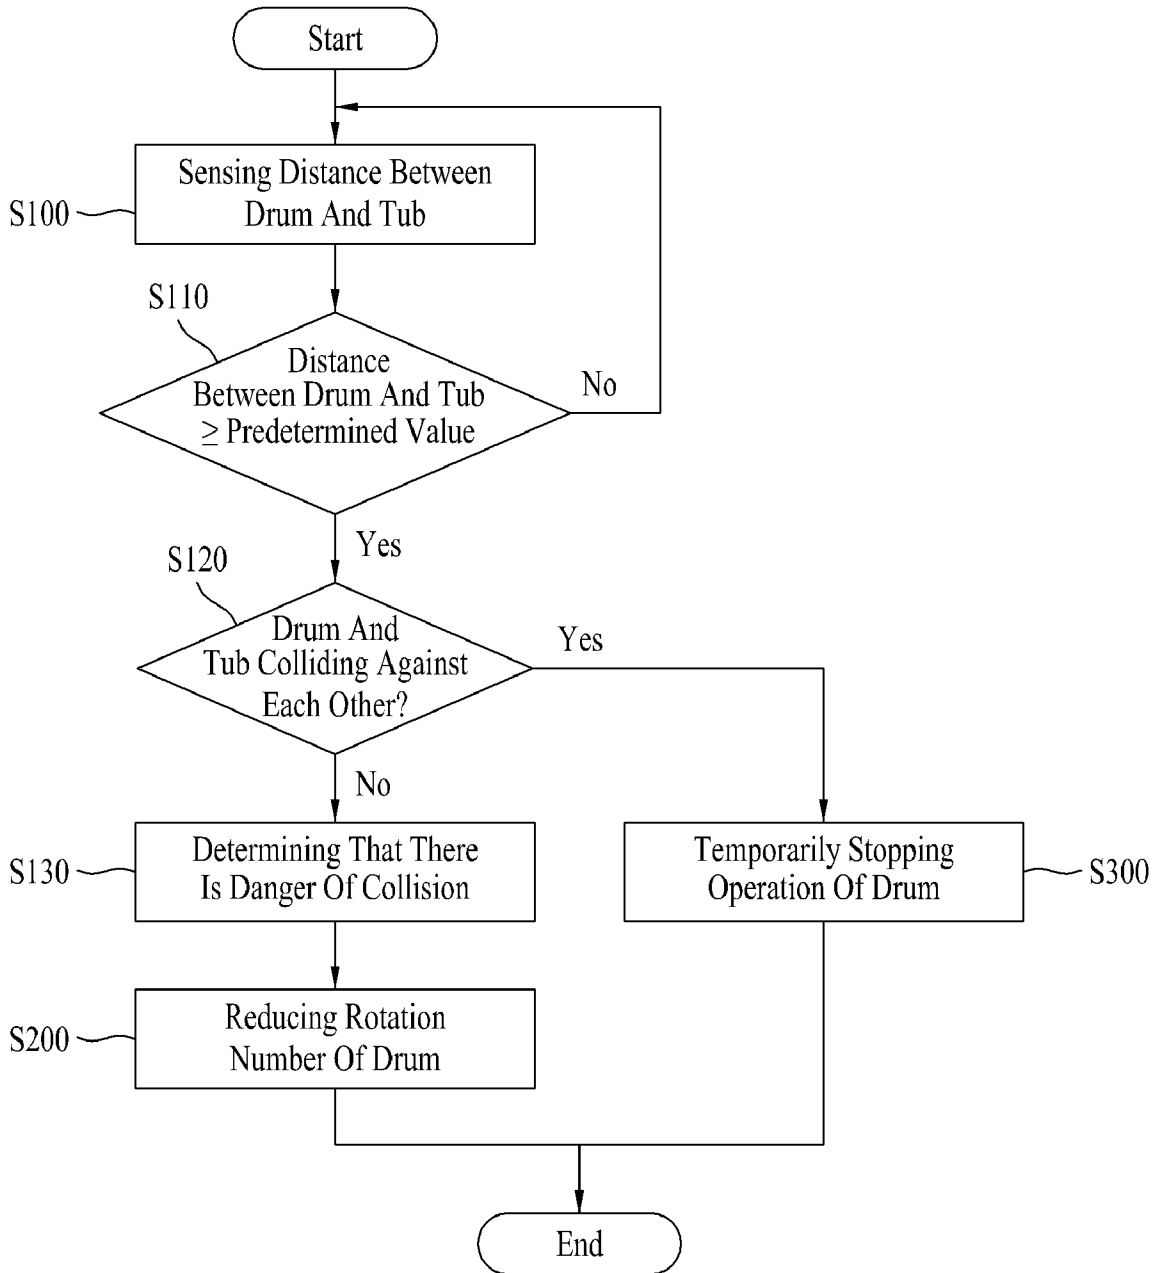 Start
Sensing Distance Between
Drum And Tub
S100
S110
Distance
Between Drum And Tub
≥ Predetermined Value
No
Yes
S120
Drum And
Tub Colliding Against
Each Other?
Yes
No
S130
Determining That There
Is Danger Of Collision
Temporarily Stopping
Operation Of Drum
S300
S200
Reducing Rotation
Number Of Drum
End